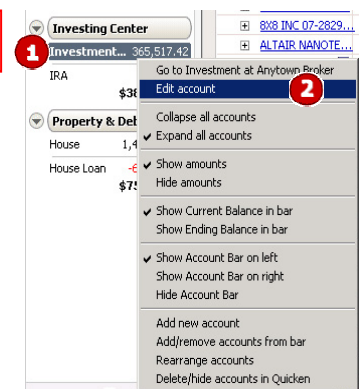 Investing Center
1
Investment... 365,517.42
IRA
$38
Property & Deb
House 1,4
House Loan -6
$75
8X8 INC 07-2829...
ALTAIR NANOTE...
Go to Investment at Anytown Broker
Edit account
2
Collapse all accounts
Expand all accounts
Show amounts
Hide amounts
Show Current Balance in bar
Show Ending Balance in bar
Show Account Bar on left
Show Account Bar on right
Hide Account Bar
Add new account
Add/remove accounts from bar
Rearrange accounts
Delete/hide accounts in Quicken